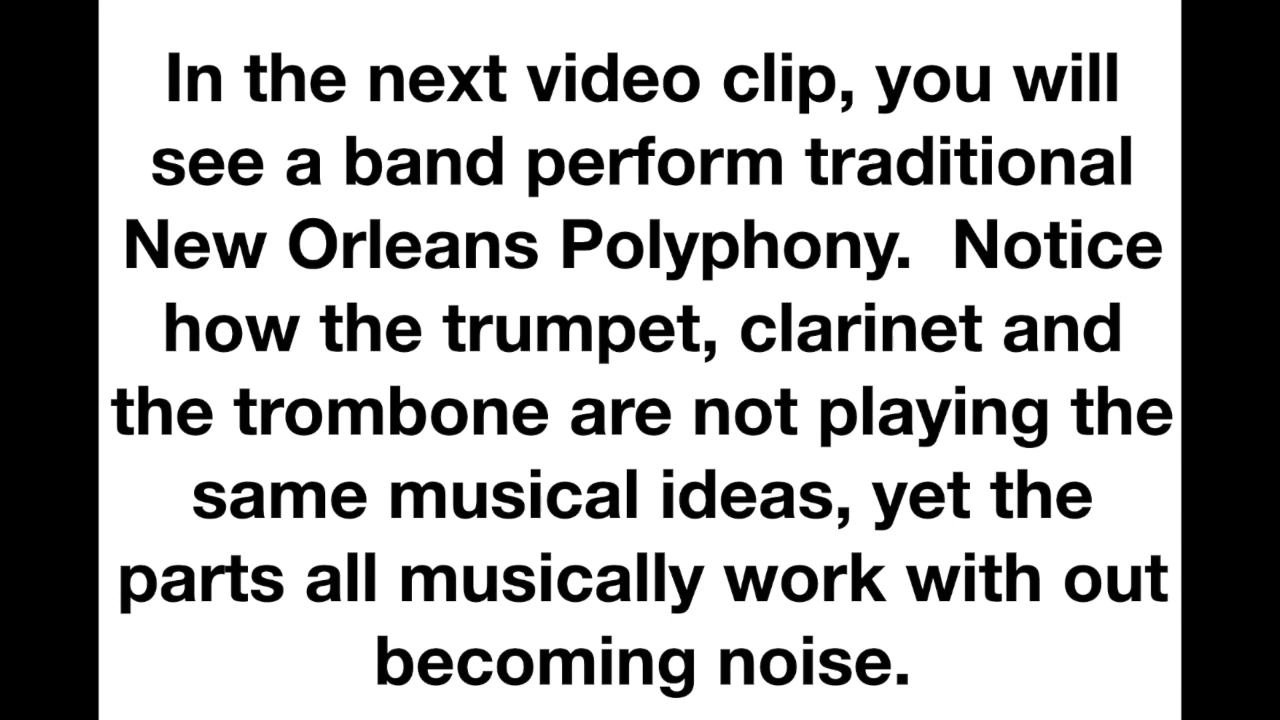 In the next video clip, you will
see a band perform traditional
New Orleans Polyphony.  Notice
how the trumpet, clarinet and
the trombone are not playing the
same musical ideas, yet the
parts all musically work with out
becoming noise.